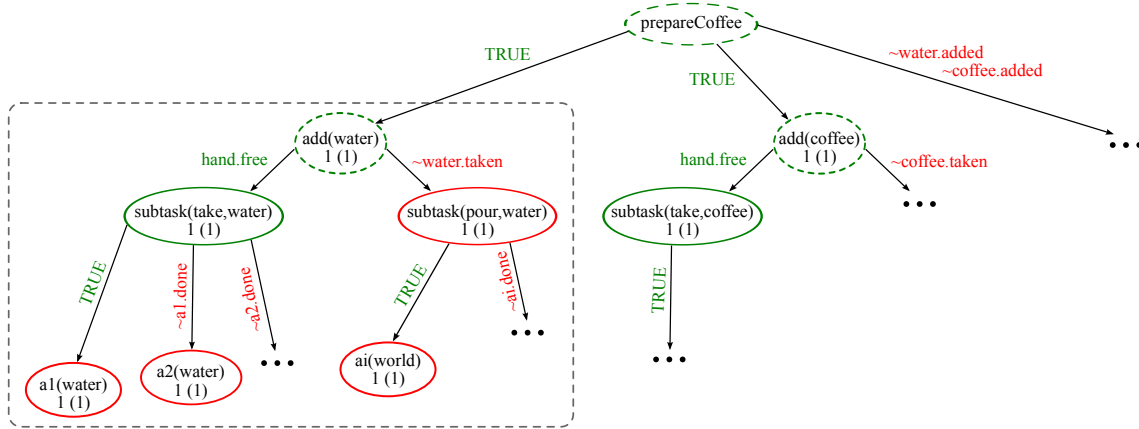 prepareCoffee
TRUE
TRUE
~water.added
~coffee.added
add(water)
1 (1)
add(coffee)
1 (1)
hand.free
~water.taken
hand.free
~coffee.taken
subtask(take,water)
1 (1)
subtask(pour,water)
1 (1)
subtask(take,coffee)
1 (1)
TRUE
~a1.done
~a2.done
TRUE
~ai.done
TRUE
a1(water)
1 (1)
a2(water)
1 (1)
ai(world)
1 (1)